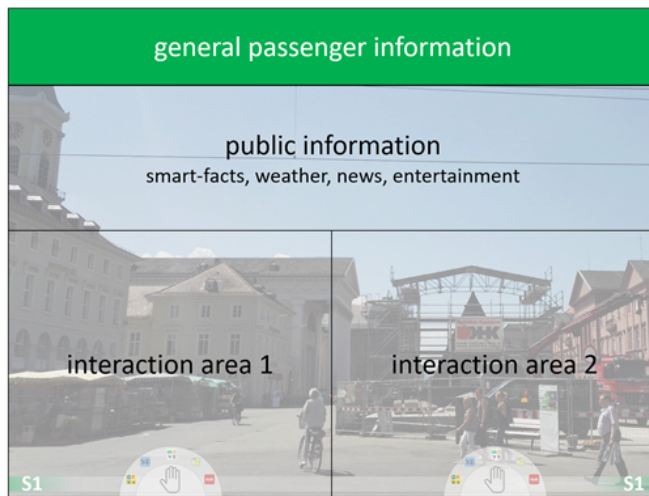 general passenger information
public information
smart-facts, weather, news, entertainment
interaction area 1
interaction area 2
S1
S1